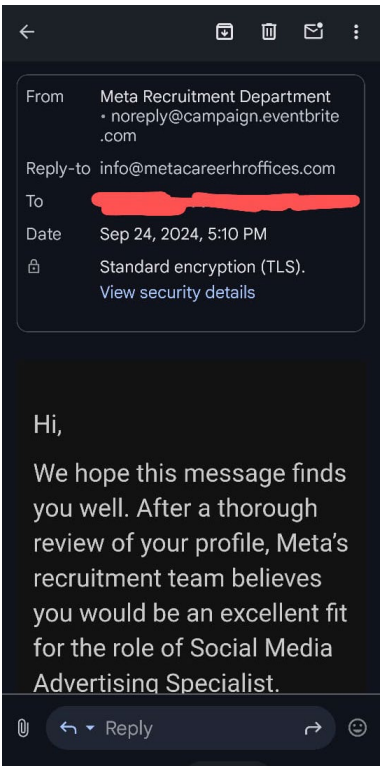 From Meta Recruitment Department
• noreply@campaign.eventbrite
.com
Reply-to info@metacareerhroffices.com
To
Date Sep 24, 2024, 5:10 PM
Standard encryption (TLS).
View security details
Hi,
We hope this message finds
you well. After a thorough
review of your profile, Meta’s
recruitment team believes
you would be an excellent fit
for the role of Social Media
Advertising Specialist.
Reply